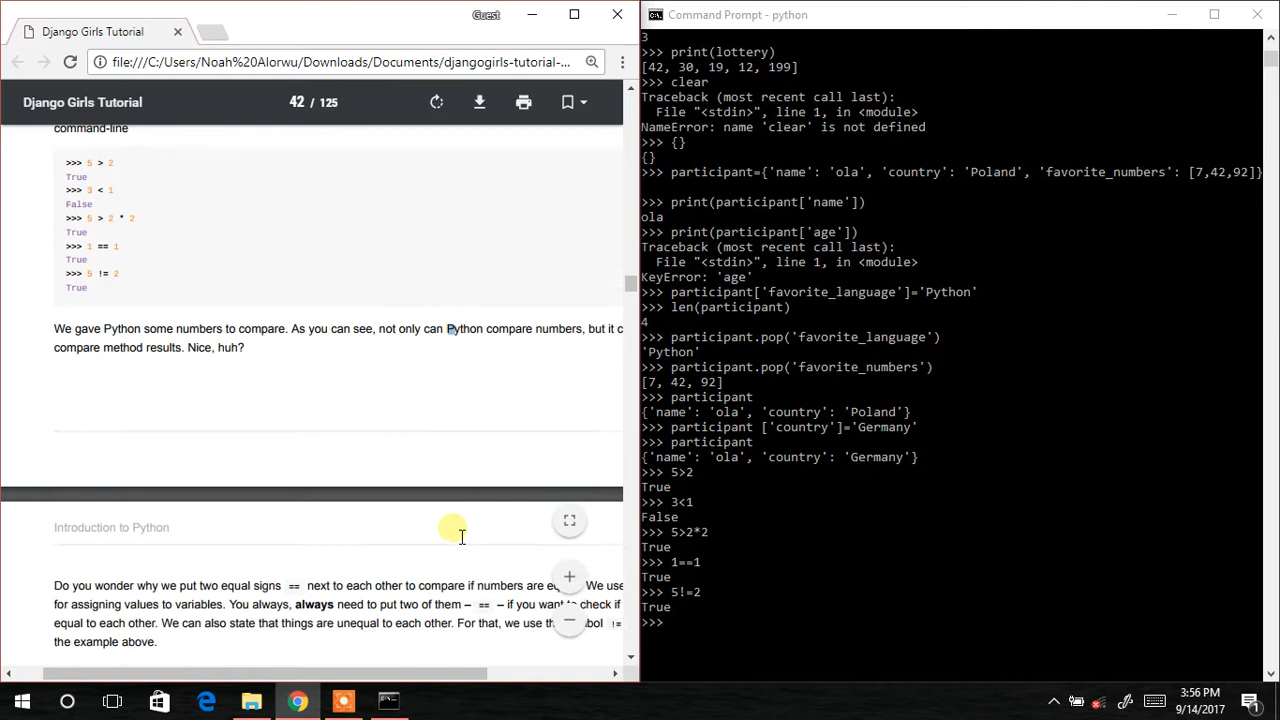 Guest
Django Girls Tutorial
file:///C:/Users/Noah%20Alorwu/Downloads/Documents/djangogirls-tutorial-...
Django Girls Tutorial
42 / 125
command-line
>>> 5 > 2
True
>>> 3 < 1
False
>>> 5 > 2 * 2
True
>>> 1 == 1
True
>>> 5 != 2
True
We gave Python some numbers to compare. As you can see, not only can Python compare numbers, but it c
compare method results. Nice, huh?
Introduction to Python
Do you wonder why we put two equal signs == next to each other to compare if numbers are We use
for assigning values to variables. You always, always need to put two of them – == – if you want to check if
equal to each other. We can also state that things are unequal to each other. For that, we use !=
the example above.
Command Prompt - python
3
>>> print(lottery)
[42, 30, 19, 12, 199]
>>> clear
Traceback (most recent call last):
File "<stdin>", line 1, in <module>
NameError: name 'clear' is not defined
>>> {}
{}
>>> participant={'name': 'ola', 'country': 'Poland', 'favorite_numbers': [7,42,92]}
>>> print(participant['name'])
ola
>>> print(participant['age'])
Traceback (most recent call last):
File "<stdin>", line 1, in <module>
KeyError: 'age'
>>> participant['favorite_language']='Python'
>>> len(participant)
4
>>> participant.pop('favorite_language')
'Python'
>>> participant.pop('favorite_numbers')
[7, 42, 92]
>>> participant
{'name': 'ola', 'country': 'Poland'}
>>> participant ['country']='Germany'
>>> participant
{'name': 'ola', 'country': 'Germany'}
>>> 5>2
True
>>> 3<1
False
>>> 5>2*2
True
>>> 1==1
True
>>> 5!=2
True
>>>
3:56 PM
9/14/2017